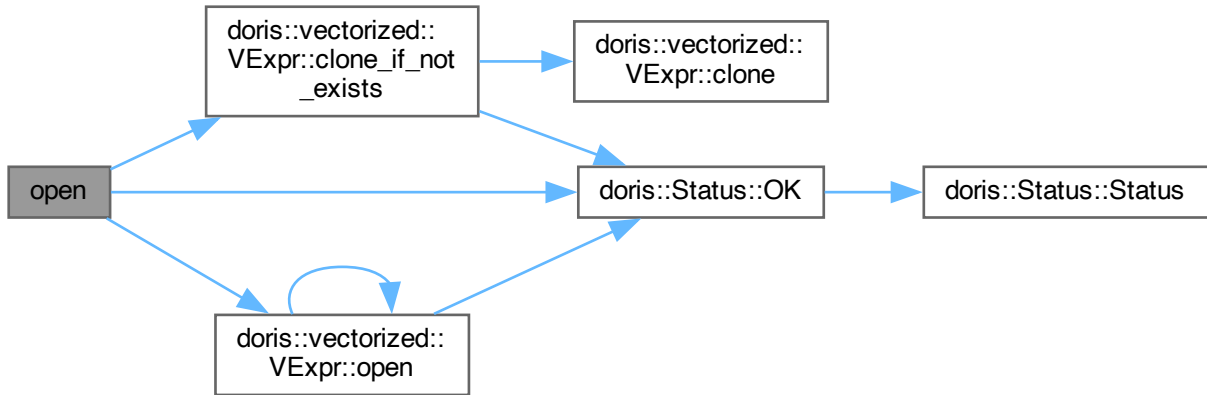 doris::vectorized::
VExpr::clone_if_not
_exists
doris::vectorized::
VExpr::clone
open
doris::Status::OK
doris::Status::Status
doris::vectorized::
VExpr::open